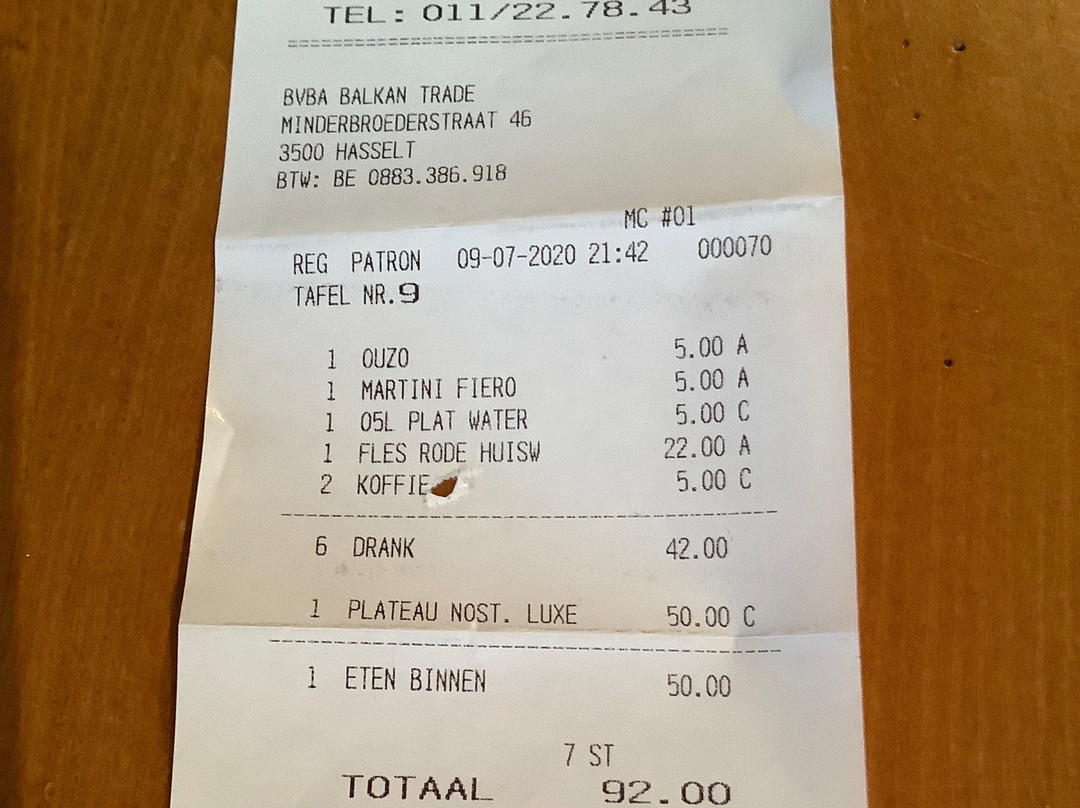 TEL: 011/22.78.43
BVBA BALKAN TRADE
MINDERBROEDERSTRAAT 46
3500 HASSELT
BTW: BE 0883.386.918
MC #01
REG PATRON 09-07-2020 21:42 000070
TAFEL NR.9
1 OUZO 5.00 A
1 MARTINI FIERO 5.00 A
1 05L PLAT WATER 5.00 C
1 FLES RODE HUISW 22.00 A
2 KOFFIE 5.00 C
6 DRANK 42.00
1 PLATEAU NOST. LUXE 50.00 C
1 ETEN BINNEN 50.00
7 ST
TOTAAL 92.00